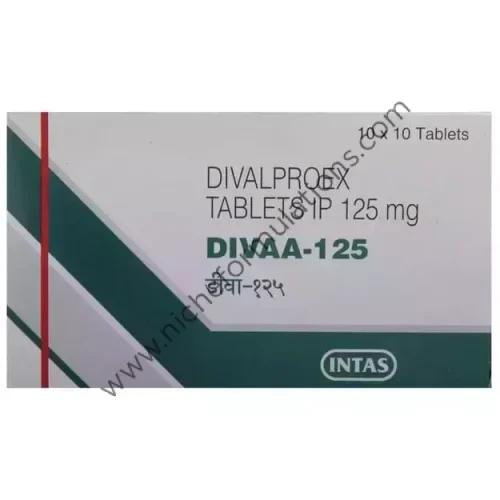 10 x 10 Tablets
DIVALPROEX
TABLETS IP 125 mg
DIVAA-125
डीवा-१२५
INTAS
www.nicheformulations.com